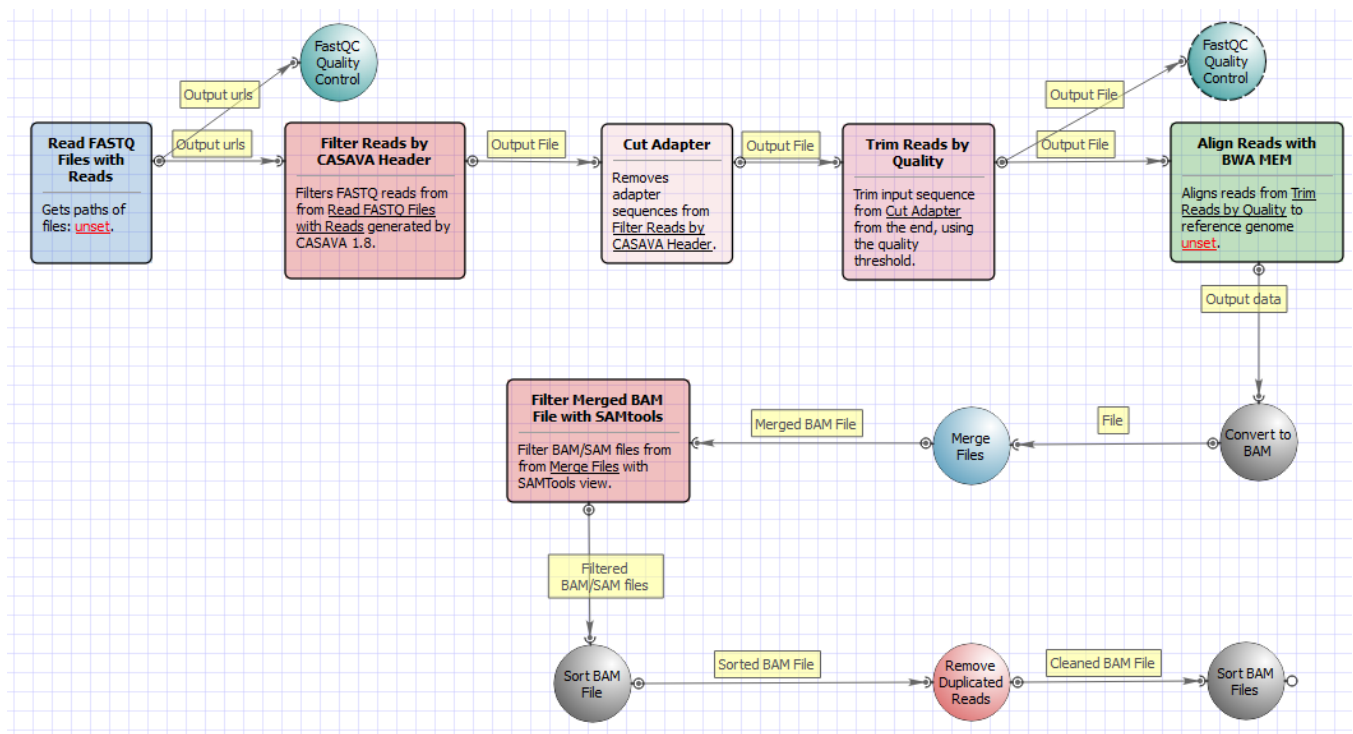 FastQC
Quality
Control
FastQC
Quality
Control
Output urls
Output File
Read FASTQ
Files with
Reads
Gets paths of
files: unset.
Output urls
Filter Reads by
CASAVA Header
Filters FASTQ reads from
from Read FASTQ Files
with Reads generated by
CASAVA 1.8.
Output File
Cut Adapter
Removes
adapter
sequences from
Filter Reads by
CASAVA Header.
Output File
Trim Reads by
Quality
Trim input sequence
from Cut Adapter
from the end, using
the quality
threshold.
Output File
Align Reads with
BWA MEM
Aligns reads from Trim
Reads by Quality to
reference genome
unset.
Output data
Convert to
BAM
File
Merge
Files
Merged BAM File
Filter Merged BAM
File with SAMtools
Filter BAM/SAM files from
from Merge Files with
SAMTools view.
Filtered
BAM/SAM files
Sort BAM
File
Sorted BAM File
Remove
Duplicated
Reads
Cleaned BAM File
Sort BAM
Files